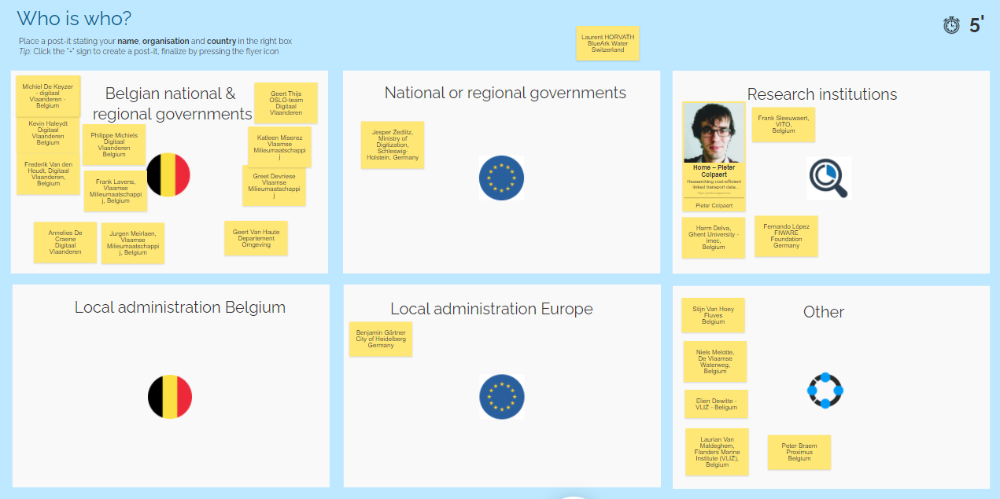 Who is who?
Place a post-it stating your name, organisation and country in the right box
Tip: Click the "+" sign to create a post-it, finalize by pressing the flyer icon
5'
Laurent HORVATH
BlueArk Water
Switzerland
Belgian national &
regional governments
Michiel De Keyzer
- digitaal
Vlaanderen -
Belgium
Kevin Haleydt
Digitaal
Vlaanderen
Belgium
Frederik Van den
Houdt, Digitaal
Vlaanderen,
Belgium
Philippe Michiels
Digitaal
Vlaanderen
Belgium
Frank Lavens,
Vlaamse
Milieumaatschappi
j, Belgium
Geert Thijs
OSLO-team
Digitaal
Vlaanderen
Katleen Miserez
Vlaamse
Milieumaatschappi
j
Greet Devriese
Vlaamse
Milieumaatschappi
j
Annelies De
Craene
Digitaal
Vlaanderen
Jurgen Meirlaen,
Vlaamse
Milieumaatschappi
j, Belgium
Geert Van Haute
Departement
Omgeving
National or regional governments
Jesper Zedlitz,
Ministry of
Digitization,
Schleswig-
Holstein, Germany
Research institutions
Home – Pieter
Colpaert
Researching cost-efficient
linked transport data...
Pieter Colpaert
Frank Sleeuwaert,
VITO,
Belgium
Harm Delva,
Ghent University -
imec,
Belgium
Fernando López
FIWARE
Foundation
Germany
Local administration Belgium
Local administration Europe
Benjamin Gärtner
City of Heidelberg
Germany
Other
Stijn Van Hoey
Fluves
Belgium
Niels Melotte,
De Vlaamse
Waterweg,
Belgium
Elien Dewitte -
VLIZ - Beligum
Laurian Van
Maldeghem,
Flanders Marine
Institute (VLIZ),
Belgium
Peter Braem
Proximus
Belgium